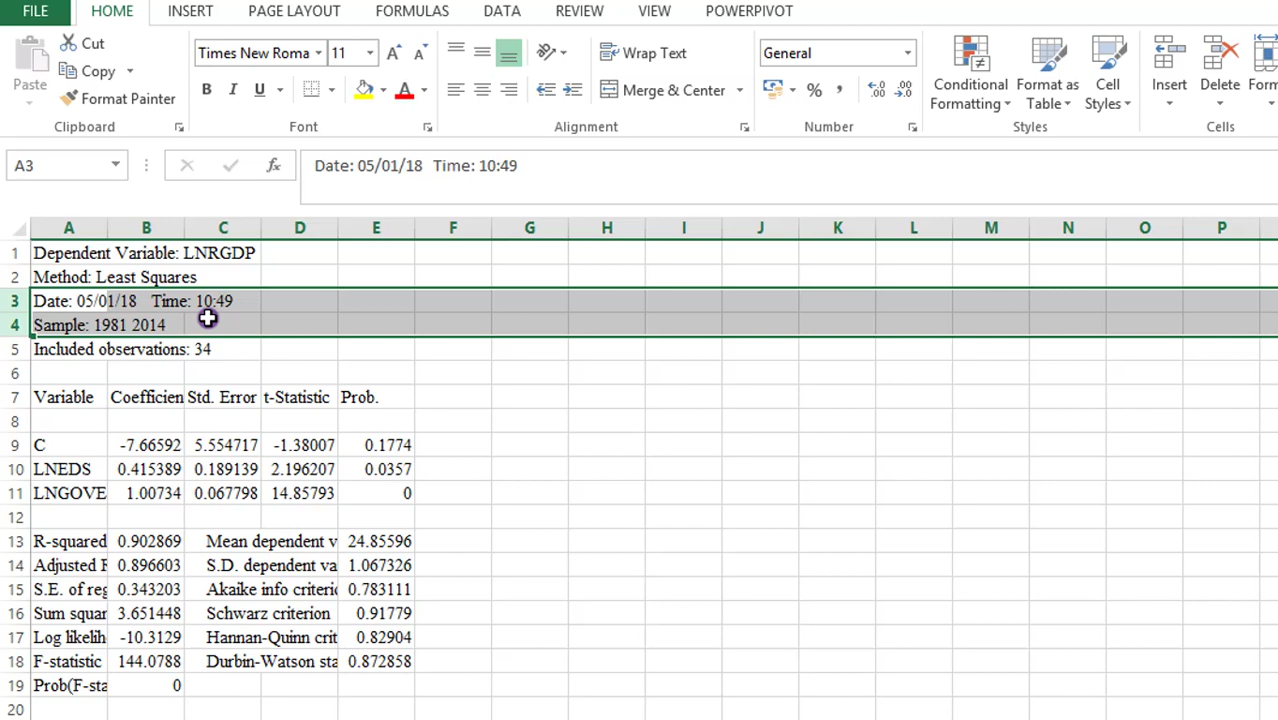 FILE HOME INSERT PAGE LAYOUT FORMULAS DATA REVIEW VIEW POWERPIVOT
Cut
Copy
Format Painter
Paste
Clipboard
Times New Roma 11
B I U A
Font
Wrap Text
Merge & Center
Alignment
General
% ,
Number
Conditional Formatting
Format as Table
Cell Styles
Styles
Insert Delete Form
Cells
A3 fx Date: 05/01/18 Time: 10:49
A B C D E F G H I J K L M N O P
1 Dependent Variable: LNRGDP
2 Method: Least Squares
3 Date: 05/01/18 Time: 10:49
4 Sample: 1981 2014
5 Included observations: 34
6
7 Variable Coefficien Std. Error t-Statistic Prob.
8
9 C -7.66592 5.554717 -1.38007 0.1774
10 LNEDS 0.415389 0.189139 2.196207 0.0357
11 LNGOVE 1.00734 0.067798 14.85793 0
12
13 R-squared 0.902869 Mean dependent v 24.85596
14 Adjusted R 0.896603 S.D. dependent va 1.067326
15 S.E. of reg 0.343203 Akaike info criterio 0.783111
16 Sum squar 3.651448 Schwarz criterion 0.91779
17 Log likelih -10.3129 Hannan-Quinn crit 0.82904
18 F-statistic 144.0788 Durbin-Watson sta 0.872858
19 Prob(F-sta 0
20